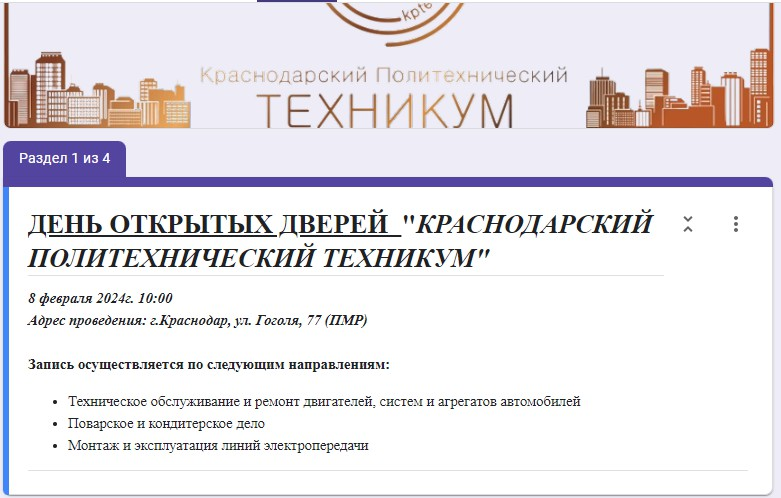 kpte
Краснодарский Политехнический
ТЕХНИКУМ
Раздел 1 из 4
ДЕНЬ ОТКРЫТЫХ ДВЕРЕЙ "КРАСНОДАРСКИЙ
ПОЛИТЕХНИЧЕСКИЙ ТЕХНИКУМ"
8 февраля 2024г. 10:00
Адрес проведения: г.Краснодар, ул. Гоголя, 77 (ПМР)
Запись осуществляется по следующим направлениям:
• Техническое обслуживание и ремонт двигателей, систем и агрегатов автомобилей
• Поварское и кондитерское дело
• Монтаж и эксплуатация линий электропередачи